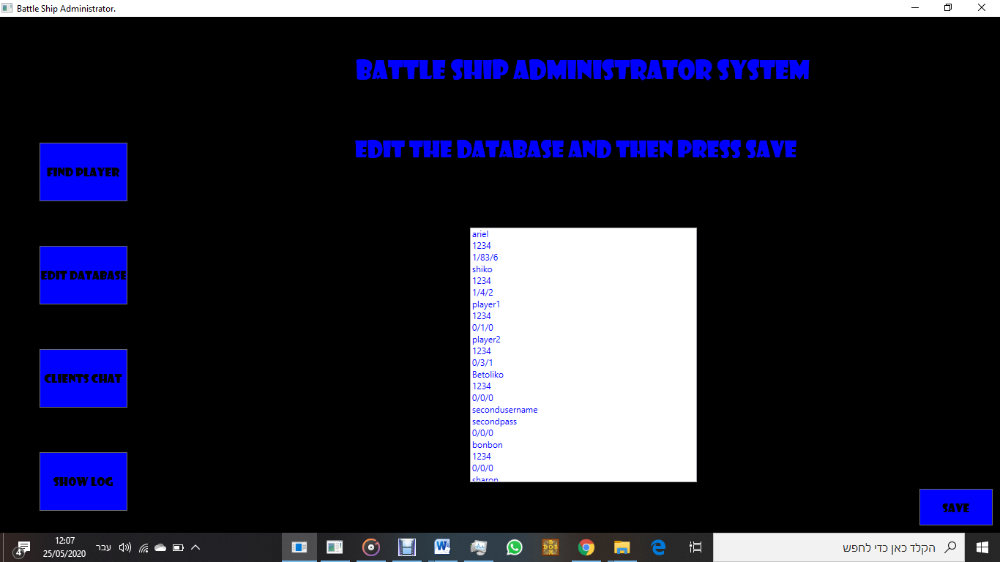 Battle Ship Administrator.
BATTLE SHIP ADMINISTRATOR SYSTEM
EDIT THE DATABASE AND THEN PRESS SAVE
FIND PLAYER
EDIT DATABASE
CLIENTS CHAT
SHOW LOG
ariel
1234
1/83/6
shiko
1234
1/4/2
player1
1234
0/1/0
player2
1234
0/3/1
Betoliko
1234
0/0/0
secondusername
secondpass
0/0/0
bonbon
1234
0/0/0
sharon
SAVE
4
12:07
25/05/2020
עבר
B
DOS
X
הקלד כאן כדי לחפש